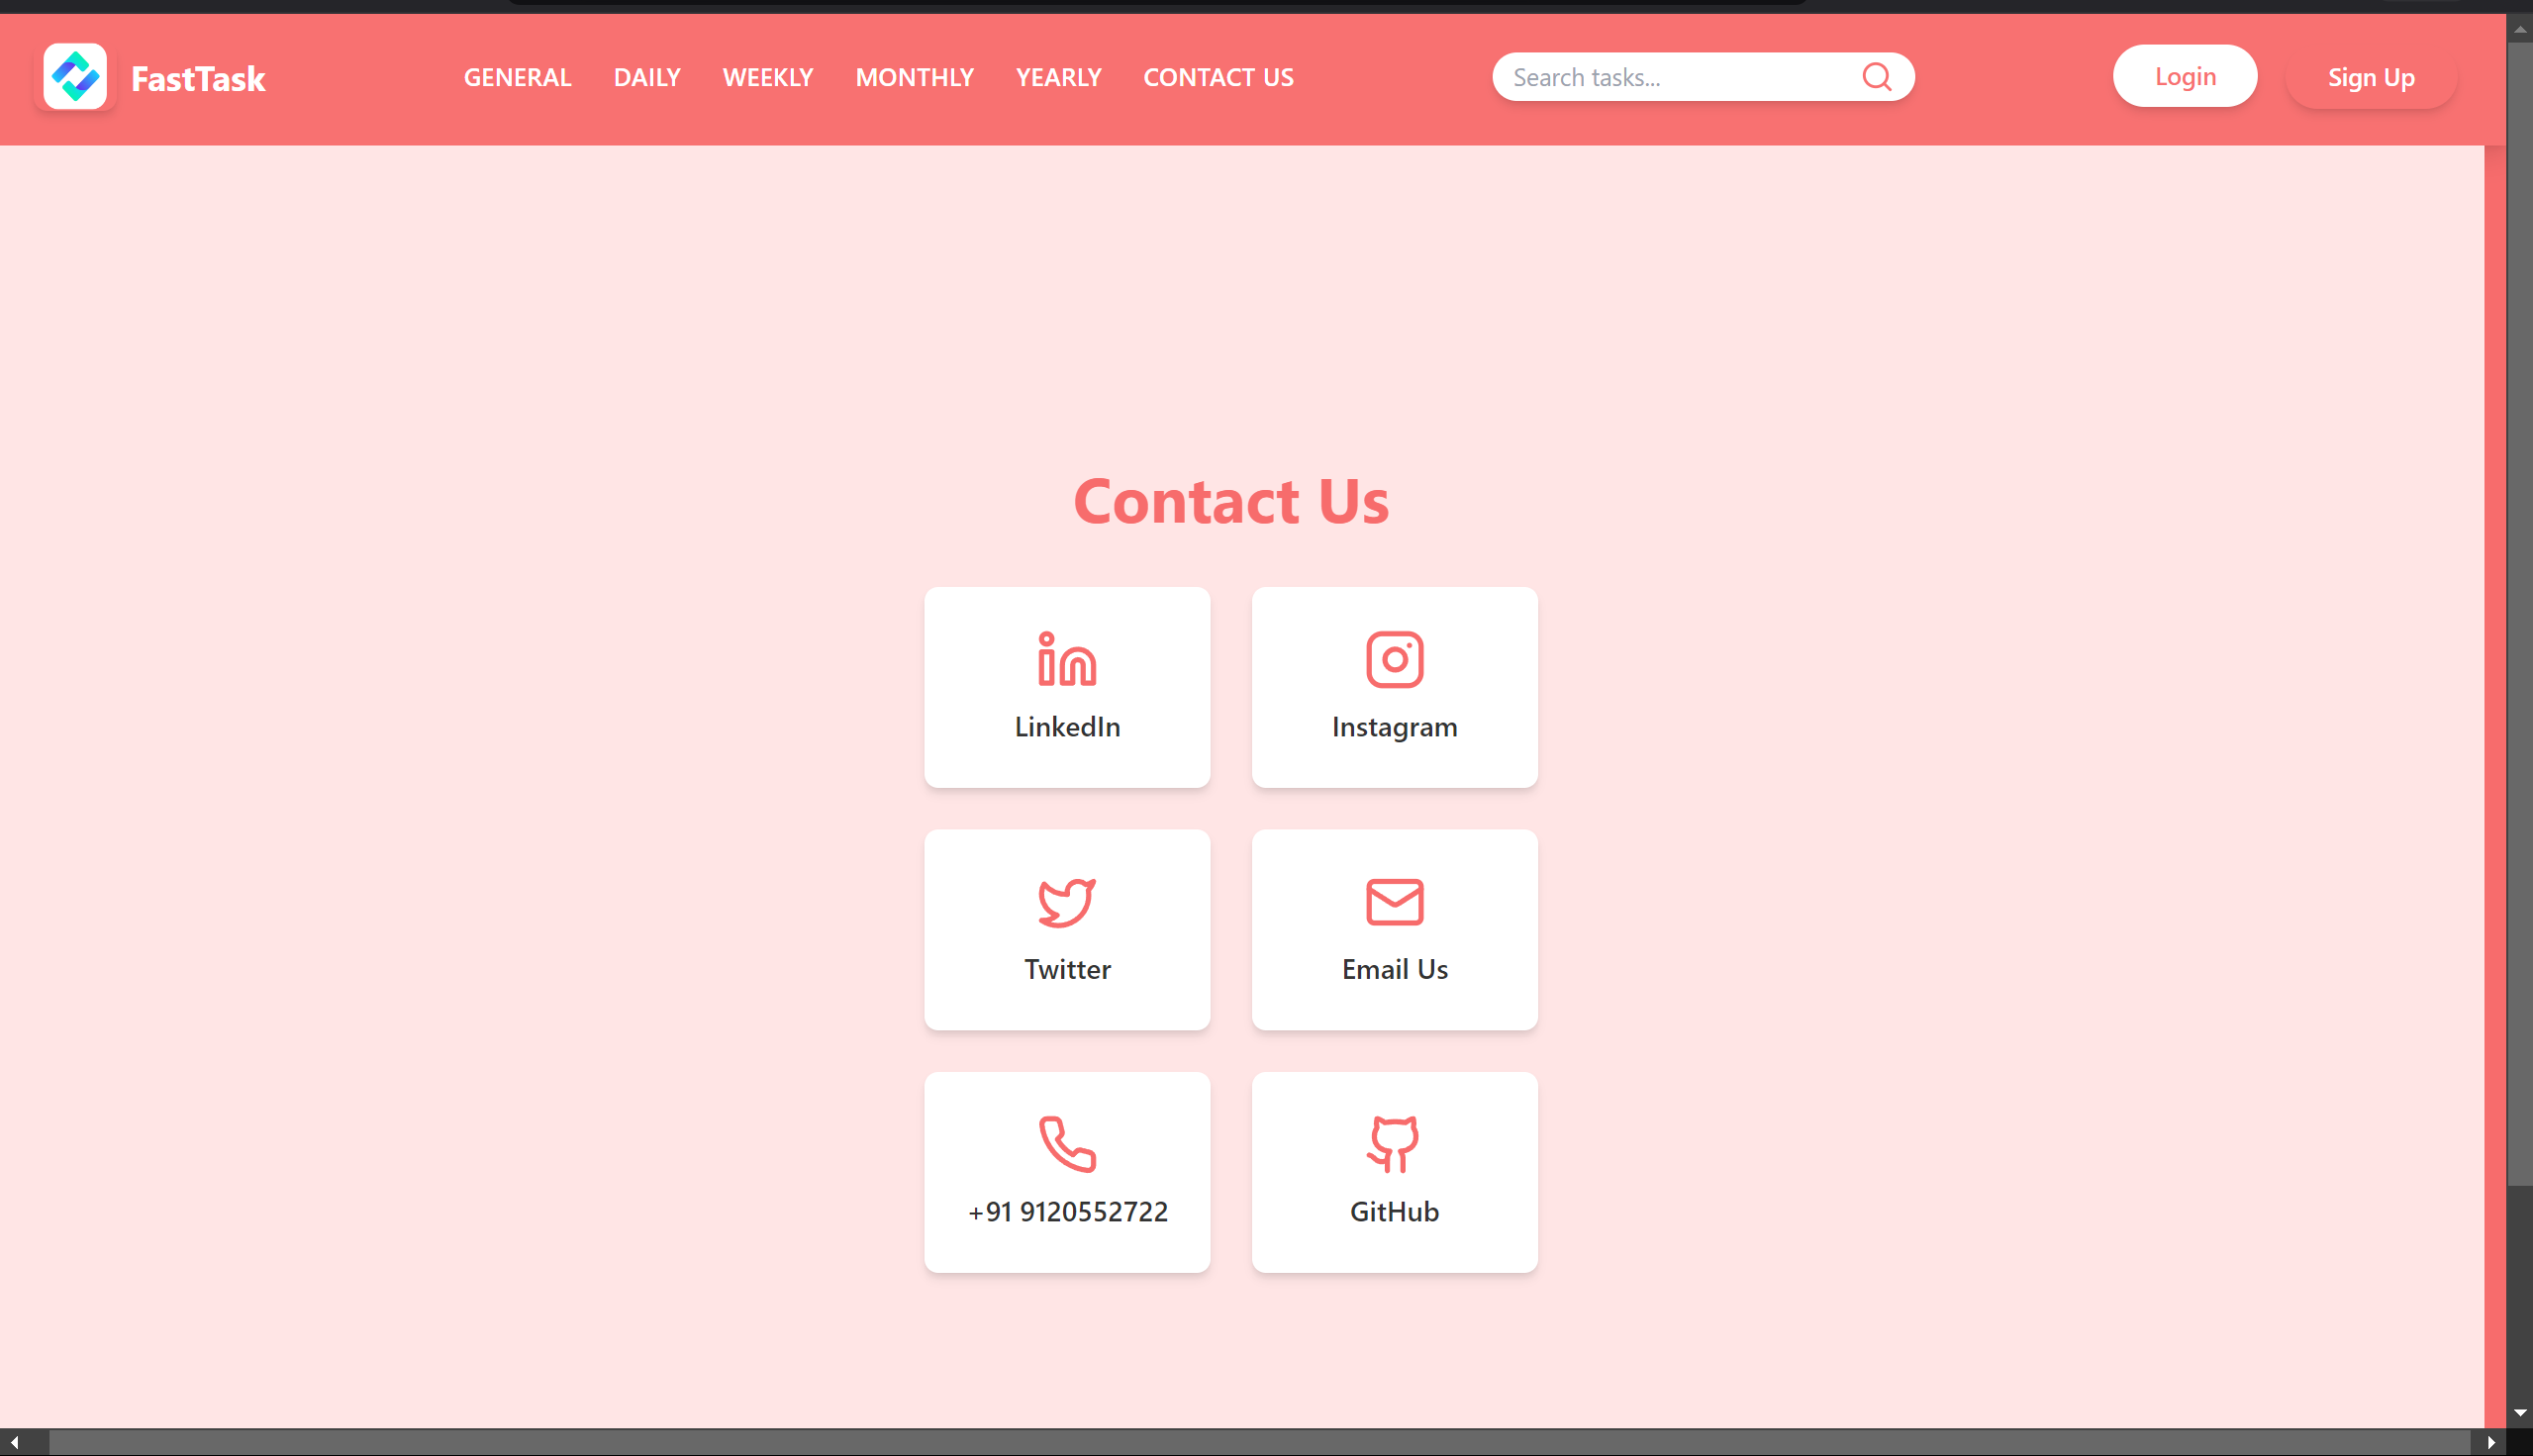 FastTask
GENERAL DAILY WEEKLY MONTHLY YEARLY CONTACT US
Search tasks...
Login
Sign Up
Contact Us
LinkedIn
Instagram
Twitter
Email Us
+91 9120552722
GitHub